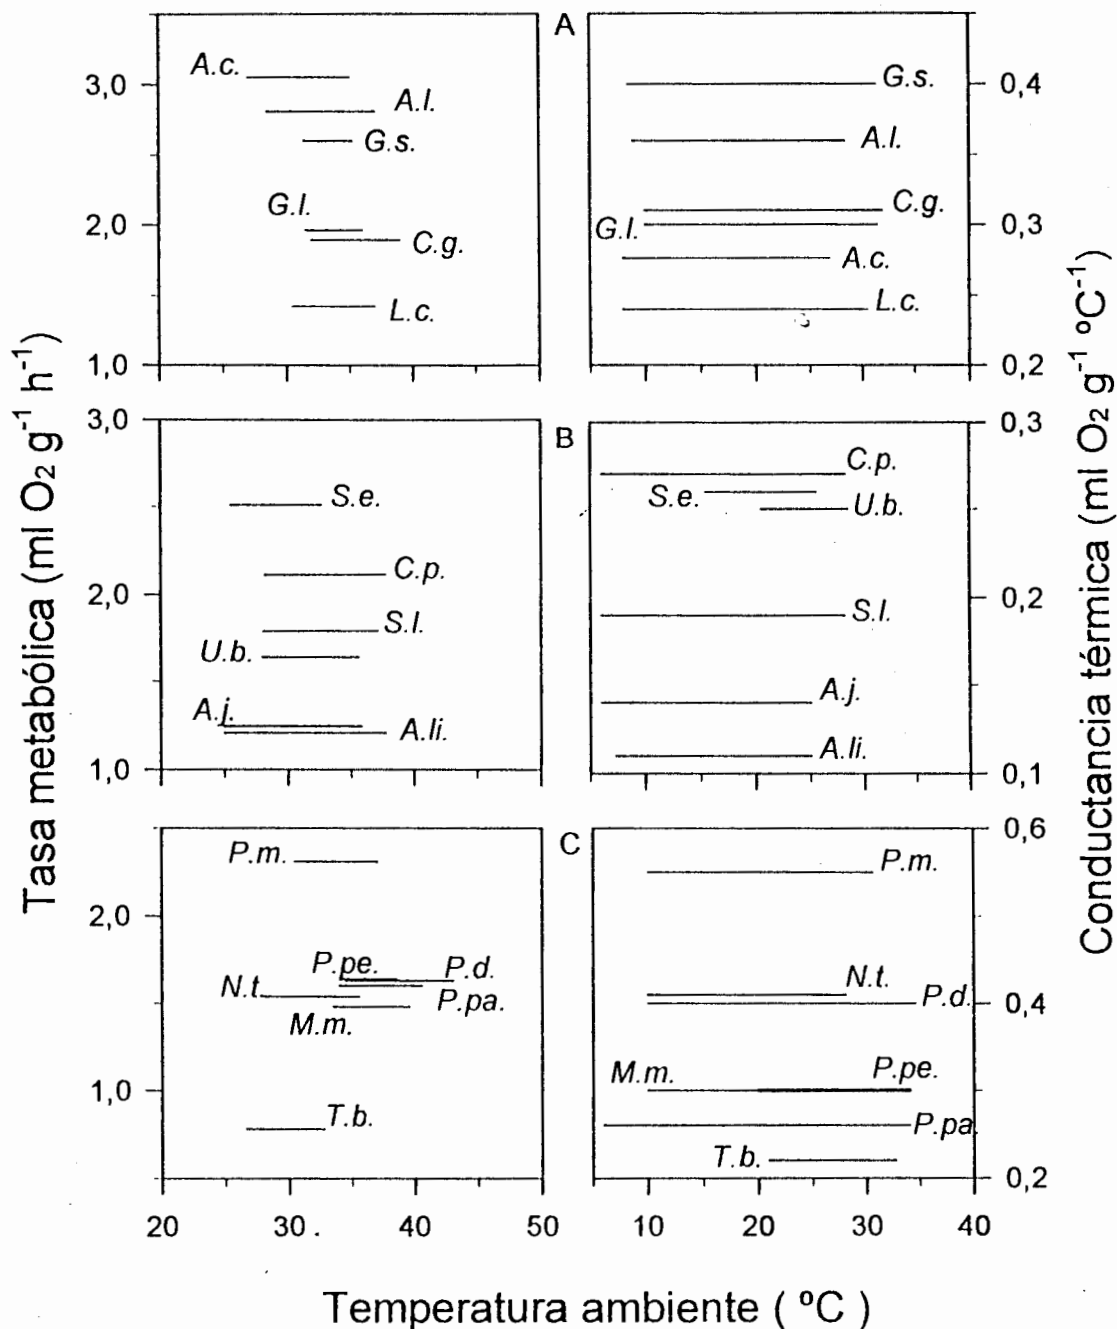 A
A.c.
A.l.
G.s.
G.l.
C.g.
L.c.
3,0
2,0
1,0
G.s.
A.l.
C.g.
G.l.
A.c.
L.c.
0,4
0,3
0,2
B
S.e.
C.p.
S.l.
U.b.
A.j.
A.li.
3,0
2,0
1,0
C.p.
S.e.
U.b.
S.l.
A.j.
A.li.
0,3
0,2
0,1
C
P.m.
P.pe.
P.d.
N.t.
P.pa.
M.m.
T.b.
2,0
1,0
P.m.
N.t.
P.d.
M.m.
P.pe.
P.pa.
T.b.
0,6
0,4
0,2
20 30 40 50
10 20 30 40
Tasa metabólica (ml O₂ g⁻¹ h⁻¹)
Conductancia térmica (ml O₂ g⁻¹ ºC⁻¹)
Temperatura ambiente ( ºC )